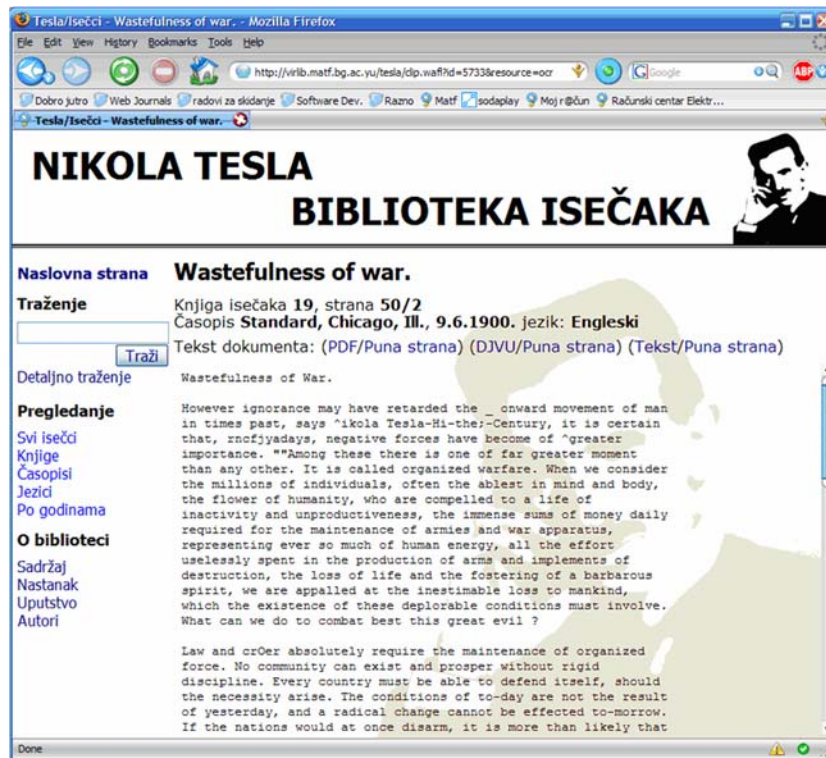 Tesla/Isečci - Wastefulness of war. - Mozilla Firefox
File Edit View History Bookmarks Tools Help
http://virlib.matf.bg.ac.yu/tesla/clip.wafl?id=5733&resource=ocr
Google
ABP
Dobro jutro Web Journals radovi za skidanje Software Dev. Razno Matf sodaplay Moj r@čun Računski centar Elektr...
Tesla/Isečci - Wastefulness of war.
NIKOLA TESLA
BIBLIOTEKA ISEČAKA
Naslovna strana
Traženje
Traži
Detaljno traženje
Pregledanje
Svi isečci
Knjige
Časopisi
Jezici
Po godinama
O biblioteci
Sadržaj
Nastanak
Uputstvo
Autori
Wastefulness of war.
Knjiga isečaka 19, strana 50/2
Časopis Standard, Chicago, Ill., 9.6.1900. jezik: Engleski
Tekst dokumenta: (PDF/Puna strana) (DJVU/Puna strana) (Tekst/Puna strana)
Wastefulness of War.
However ignorance may have retarded the _ onward movement of man
in times past, says ^ikola Tesla-Hi-the;-Century, it is certain
that, rncfjyadays, negative forces have become of ^greater
importance. ""Among these there is one of far greater moment
than any other. It is called organized warfare. When we consider
the millions of individuals, often the ablest in mind and body,
the flower of humanity, who are compelled to a life of
inactivity and unproductiveness, the immense sums of money daily
required for the maintenance of armies and war apparatus,
representing ever so much of human energy, all the effort
uselessly spent in the production of arms and implements of
destruction, the loss of life and the fostering of a barbarous
spirit, we are appalled at the inestimable loss to mankind,
which the existence of these deplorable conditions must involve.
What can we do to combat best this great evil ?
Law and crOer absolutely require the maintenance of organized
force. No community can exist and prosper without rigid
discipline. Every country must be able to defend itself, should
the necessity arise. The conditions of to-day are not the result
of yesterday, and a radical change cannot be effected to-morrow.
If the nations would at once disarm, it is more than likely that
Done